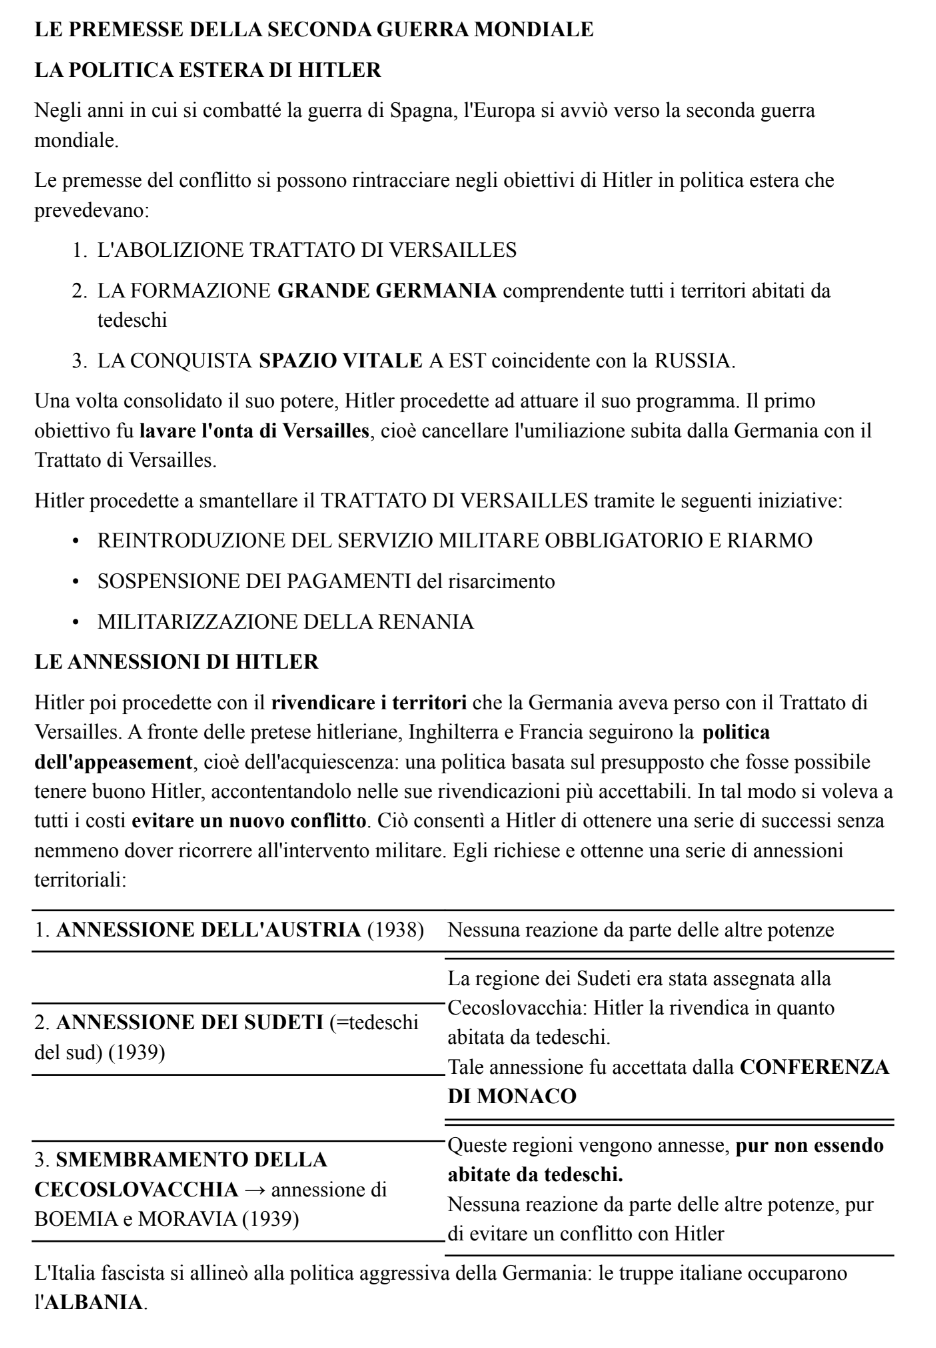 LE PREMESSE DELLA SECONDA GUERRA MONDIALE
LA POLITICA ESTERA DI HITLER
Negli anni in cui si combatté la guerra di Spagna, l'Europa si avviò verso la seconda guerra
mondiale.
Le premesse del conflitto si possono rintracciare negli obiettivi di Hitler in politica estera che
prevedevano:
1. L'ABOLIZIONE TRATTATO DI VERSAILLES
2. LA FORMAZIONE GRANDE GERMANIA comprendente tutti i territori abitati da
tedeschi
3. LA CONQUISTA SPAZIO VITALE A EST coincidente con la RUSSIA.
Una volta consolidato il suo potere, Hitler procedette ad attuare il suo programma. Il primo
obiettivo fu lavare l'onta di Versailles, cioè cancellare l'umiliazione subita dalla Germania con il
Trattato di Versailles.
Hitler procedette a smantellare il TRATTATO DI VERSAILLES tramite le seguenti iniziative:
• REINTRODUZIONE DEL SERVIZIO MILITARE OBBLIGATORIO E RIARMO
• SOSPENSIONE DEI PAGAMENTI del risarcimento
• MILITARIZZAZIONE DELLA RENANIA
LE ANNESSIONI DI HITLER
Hitler poi procedette con il rivendicare i territori che la Germania aveva perso con il Trattato di
Versailles. A fronte delle pretese hitleriane, Inghilterra e Francia seguirono la politica
dell'appeasement, cioè dell'acquiescenza: una politica basata sul presupposto che fosse possibile
tenere buono Hitler, accontentandolo nelle sue rivendicazioni più accettabili. In tal modo si voleva a
tutti i costi evitare un nuovo conflitto. Ciò consentì a Hitler di ottenere una serie di successi senza
nemmeno dover ricorrere all'intervento militare. Egli richiese e ottenne una serie di annessioni
territoriali:
1. ANNESSIONE DELL'AUSTRIA (1938)
Nessuna reazione da parte delle altre potenze
2. ANNESSIONE DEI SUDETI (=tedeschi
del sud) (1939)
La regione dei Sudeti era stata assegnata alla
Cecoslovacchia: Hitler la rivendica in quanto
abitata da tedeschi.
Tale annessione fu accettata dalla CONFERENZA
DI MONACO
3. SMEMBRAMENTO DELLA
CECOSLOVACCHIA → annessione di
BOEMIA e MORAVIA (1939)
Queste regioni vengono annesse, pur non essendo
abitate da tedeschi.
Nessuna reazione da parte delle altre potenze, pur
di evitare un conflitto con Hitler
L'Italia fascista si allineò alla politica aggressiva della Germania: le truppe italiane occuparono
l'ALBANIA.